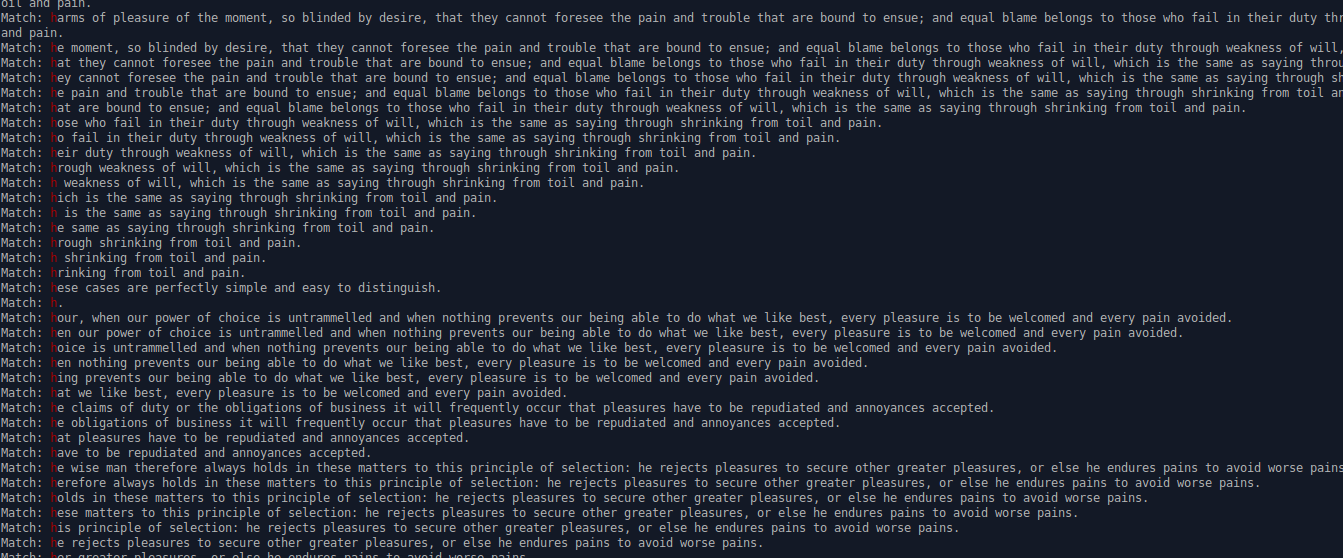 oil and pain.
Match: harms of pleasure of the moment, so blinded by desire, that they cannot foresee the pain and trouble that are bound to ensue; and equal blame belongs to those who fail in their duty thr
and pain.
Match: he moment, so blinded by desire, that they cannot foresee the pain and trouble that are bound to ensue; and equal blame belongs to those who fail in their duty through weakness of will,
Match: hat they cannot foresee the pain and trouble that are bound to ensue; and equal blame belongs to those who fail in their duty through weakness of will, which is the same as saying throu
Match: hey cannot foresee the pain and trouble that are bound to ensue; and equal blame belongs to those who fail in their duty through weakness of will, which is the same as saying through sh
Match: he pain and trouble that are bound to ensue; and equal blame belongs to those who fail in their duty through weakness of will, which is the same as saying through shrinking from toil an
Match: hat are bound to ensue; and equal blame belongs to those who fail in their duty through weakness of will, which is the same as saying through shrinking from toil and pain.
Match: hose who fail in their duty through weakness of will, which is the same as saying through shrinking from toil and pain.
Match: ho fail in their duty through weakness of will, which is the same as saying through shrinking from toil and pain.
Match: heir duty through weakness of will, which is the same as saying through shrinking from toil and pain.
Match: hrough weakness of will, which is the same as saying through shrinking from toil and pain.
Match: h weakness of will, which is the same as saying through shrinking from toil and pain.
Match: hich is the same as saying through shrinking from toil and pain.
Match: h is the same as saying through shrinking from toil and pain.
Match: he same as saying through shrinking from toil and pain.
Match: hrough shrinking from toil and pain.
Match: h shrinking from toil and pain.
Match: hrinking from toil and pain.
Match: hese cases are perfectly simple and easy to distinguish.
Match: h.
Match: hour, when our power of choice is untrammelled and when nothing prevents our being able to do what we like best, every pleasure is to be welcomed and every pain avoided.
Match: hen our power of choice is untrammelled and when nothing prevents our being able to do what we like best, every pleasure is to be welcomed and every pain avoided.
Match: hoice is untrammelled and when nothing prevents our being able to do what we like best, every pleasure is to be welcomed and every pain avoided.
Match: hen nothing prevents our being able to do what we like best, every pleasure is to be welcomed and every pain avoided.
Match: hing prevents our being able to do what we like best, every pleasure is to be welcomed and every pain avoided.
Match: hat we like best, every pleasure is to be welcomed and every pain avoided.
Match: he claims of duty or the obligations of business it will frequently occur that pleasures have to be repudiated and annoyances accepted.
Match: he obligations of business it will frequently occur that pleasures have to be repudiated and annoyances accepted.
Match: hat pleasures have to be repudiated and annoyances accepted.
Match: have to be repudiated and annoyances accepted.
Match: he wise man therefore always holds in these matters to this principle of selection: he rejects pleasures to secure other greater pleasures, or else he endures pains to avoid worse pains
Match: herefore always holds in these matters to this principle of selection: he rejects pleasures to secure other greater pleasures, or else he endures pains to avoid worse pains.
Match: holds in these matters to this principle of selection: he rejects pleasures to secure other greater pleasures, or else he endures pains to avoid worse pains.
Match: hese matters to this principle of selection: he rejects pleasures to secure other greater pleasures, or else he endures pains to avoid worse pains.
Match: his principle of selection: he rejects pleasures to secure other greater pleasures, or else he endures pains to avoid worse pains.
Match: he rejects pleasures to secure other greater pleasures, or else he endures pains to avoid worse pains.
Match: her greater pleasures, or else he endures pains to avoid worse pains.